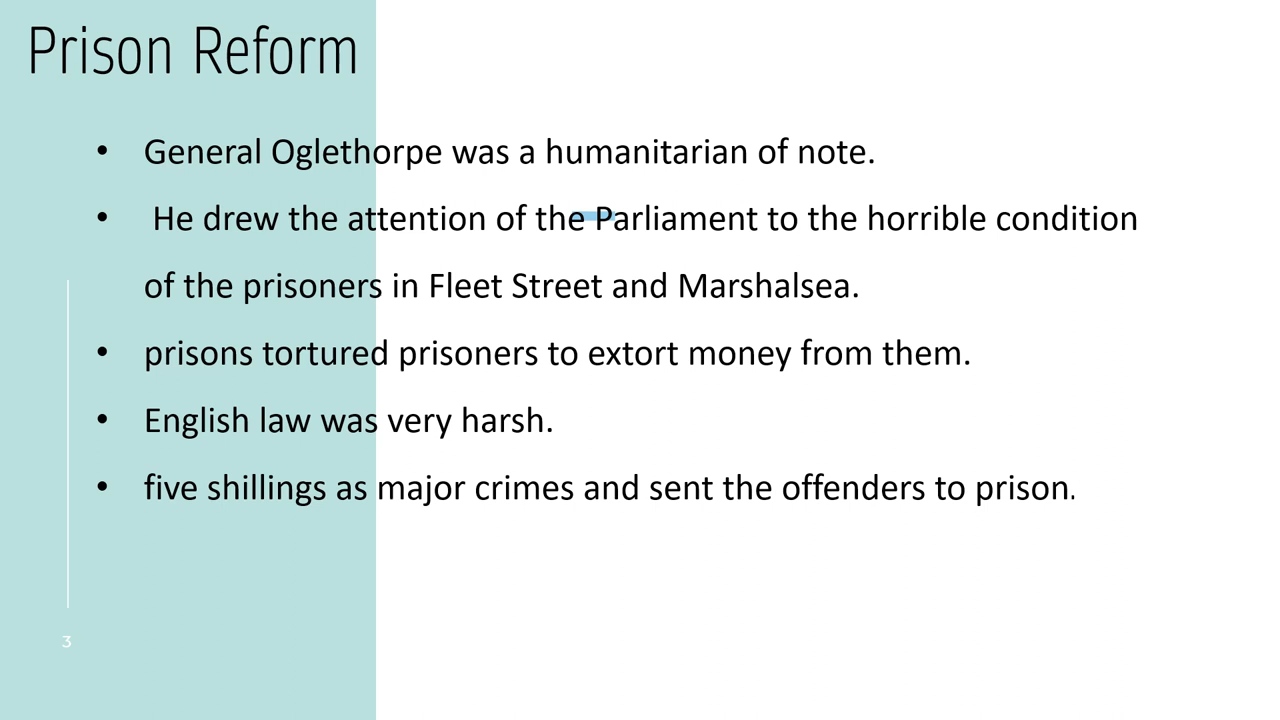 Prison Reform
• General Oglethorpe was a humanitarian of note.
• He drew the attention of the Parliament to the horrible condition
of the prisoners in Fleet Street and Marshalsea.
• prisons tortured prisoners to extort money from them.
• English law was very harsh.
• five shillings as major crimes and sent the offenders to prison.
3